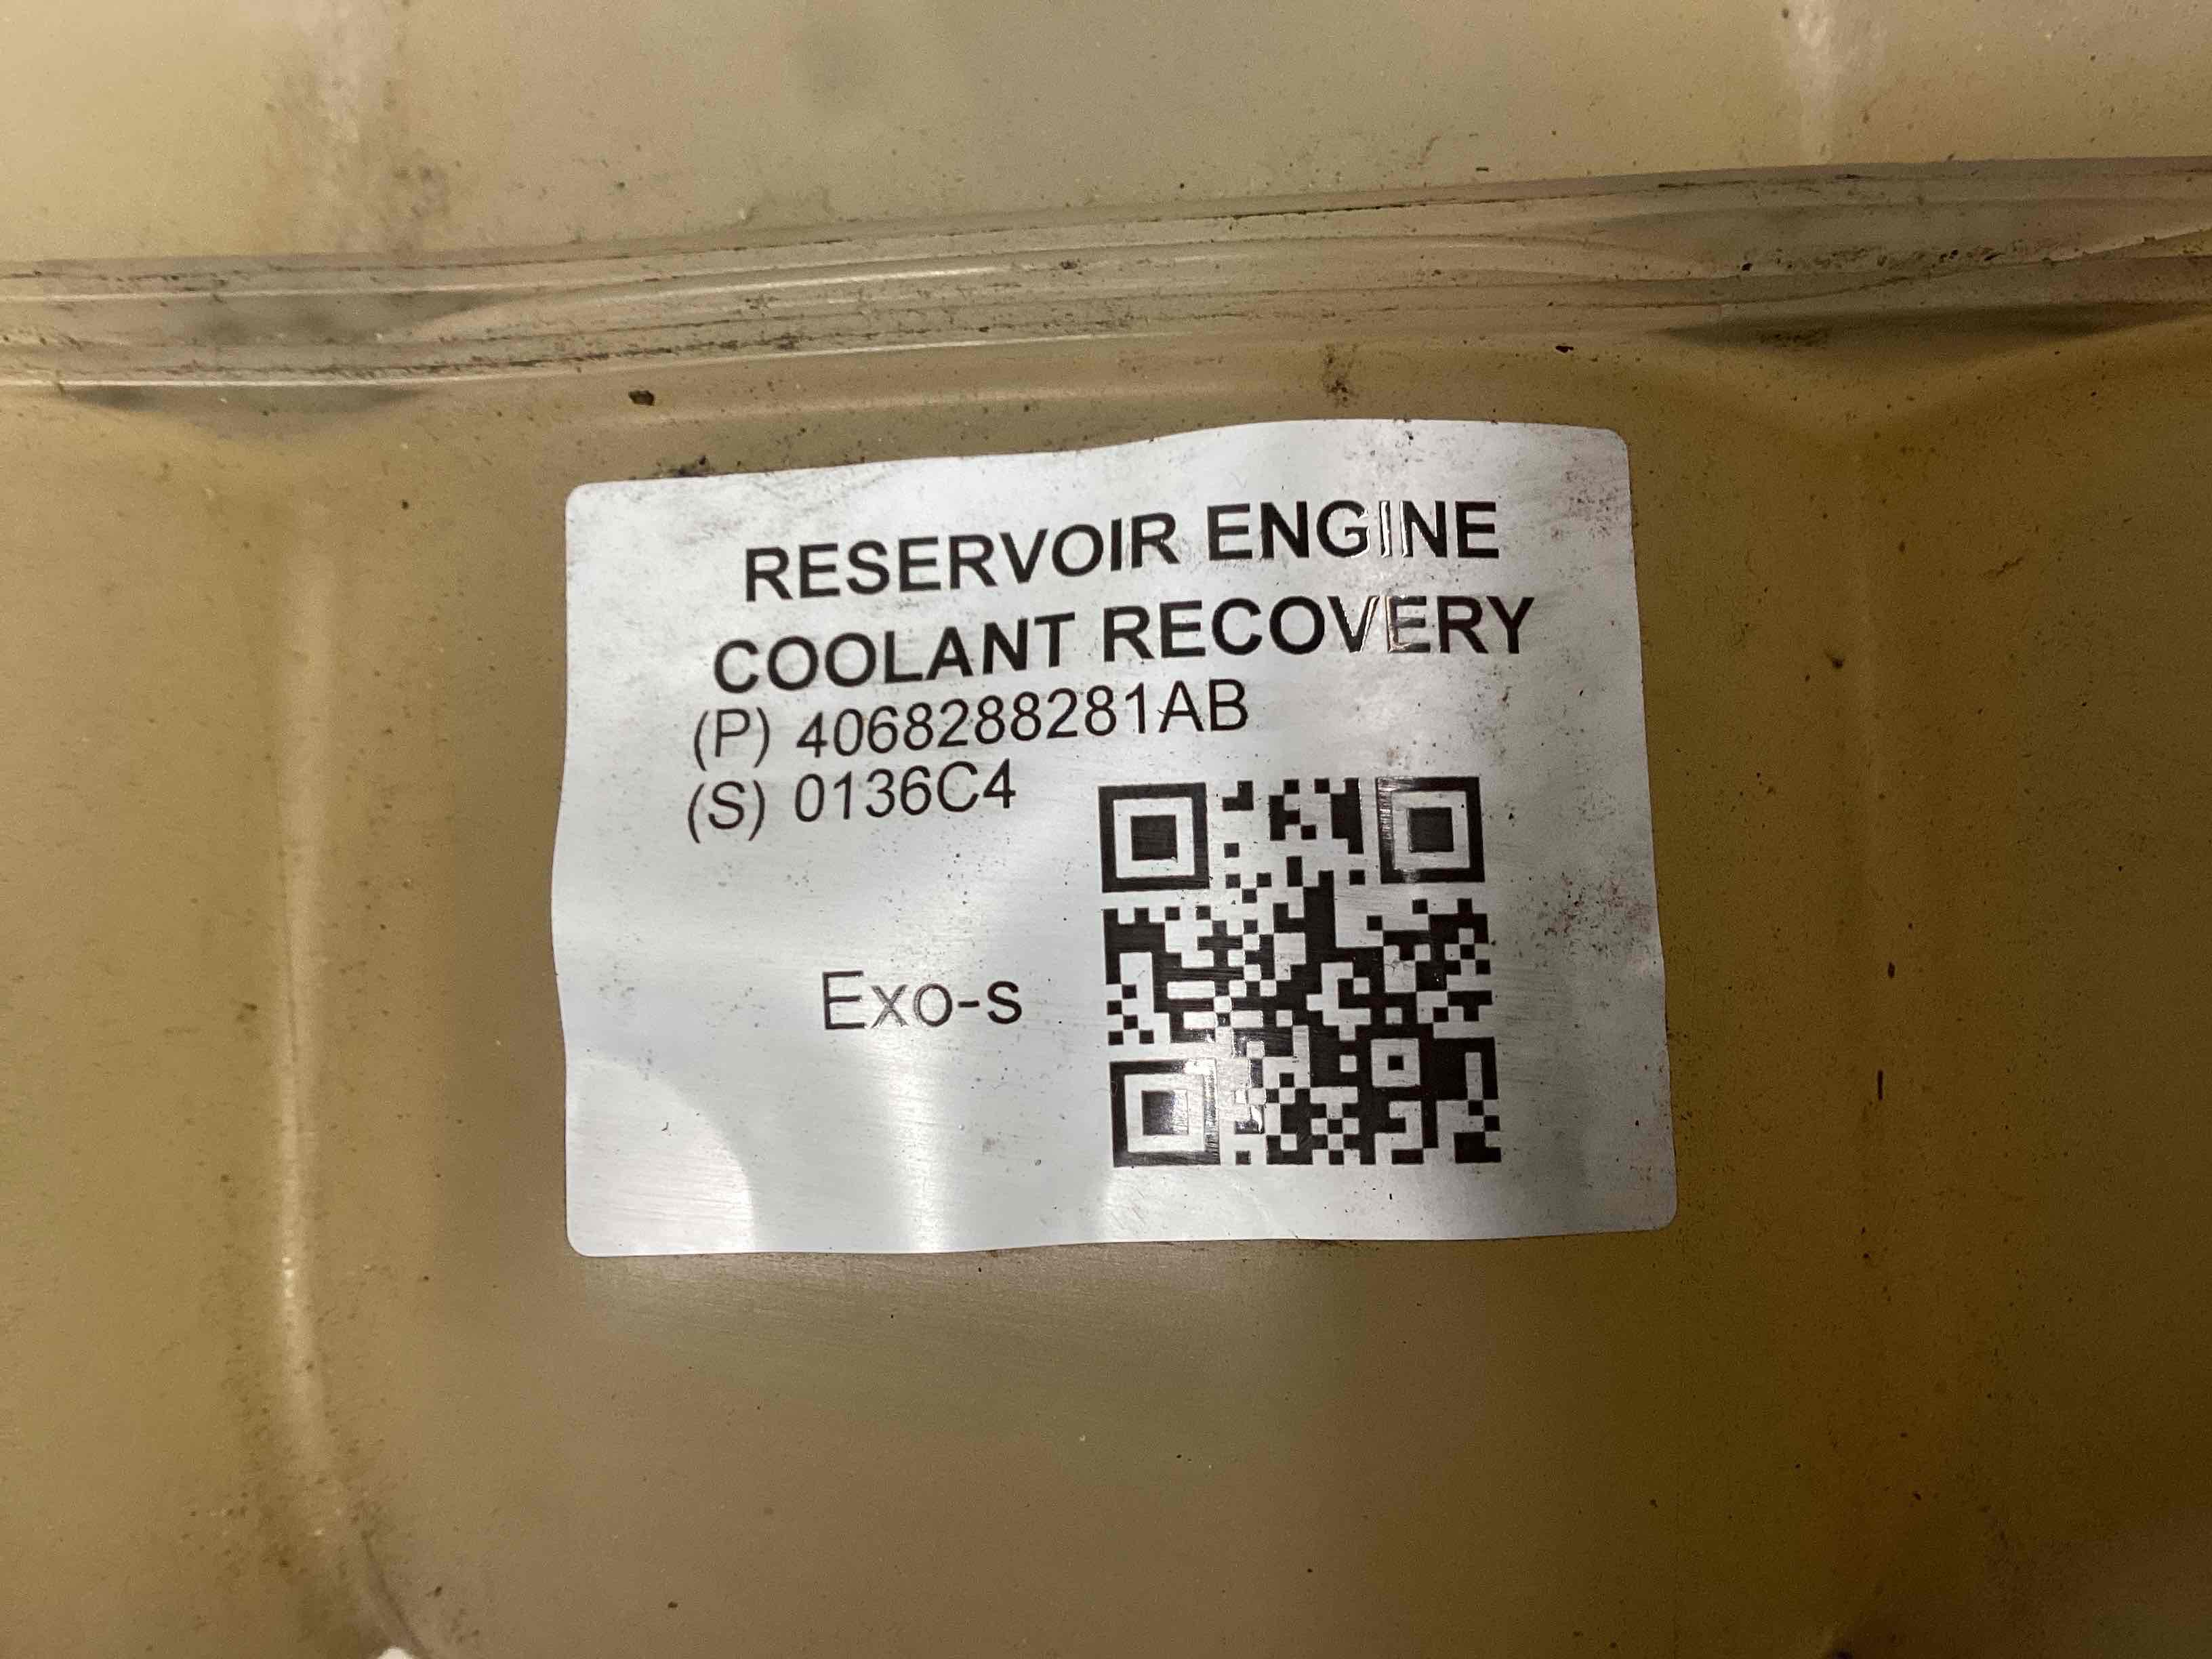 RESERVOIR ENGINE
COOLANT RECOVERY
(P) 4068288281AB
(S) 0136C4
Exo-s